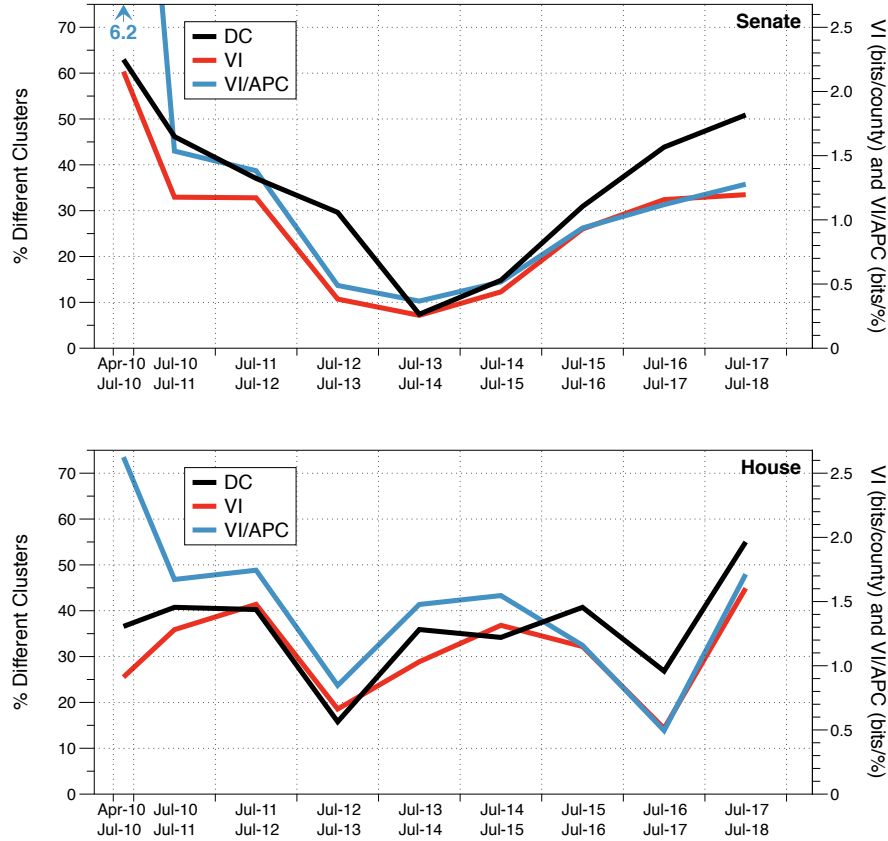 6.2
Senate
DC
VI
VI/APC
70
60
50
40
30
20
10
0
% Different Clusters
2.5
2.0
1.5
1.0
0.5
0
VI (bits/county) and VI/APC (bits/%)
Apr-10 Jul-10 Jul-11 Jul-12 Jul-13 Jul-14 Jul-15 Jul-16 Jul-17
Jul-10 Jul-11 Jul-12 Jul-13 Jul-14 Jul-15 Jul-16 Jul-17 Jul-18
House
DC
VI
VI/APC
70
60
50
40
30
20
10
0
% Different Clusters
2.5
2.0
1.5
1.0
0.5
0
VI (bits/county) and VI/APC (bits/%)
Apr-10 Jul-10 Jul-11 Jul-12 Jul-13 Jul-14 Jul-15 Jul-16 Jul-17
Jul-10 Jul-11 Jul-12 Jul-13 Jul-14 Jul-15 Jul-16 Jul-17 Jul-18